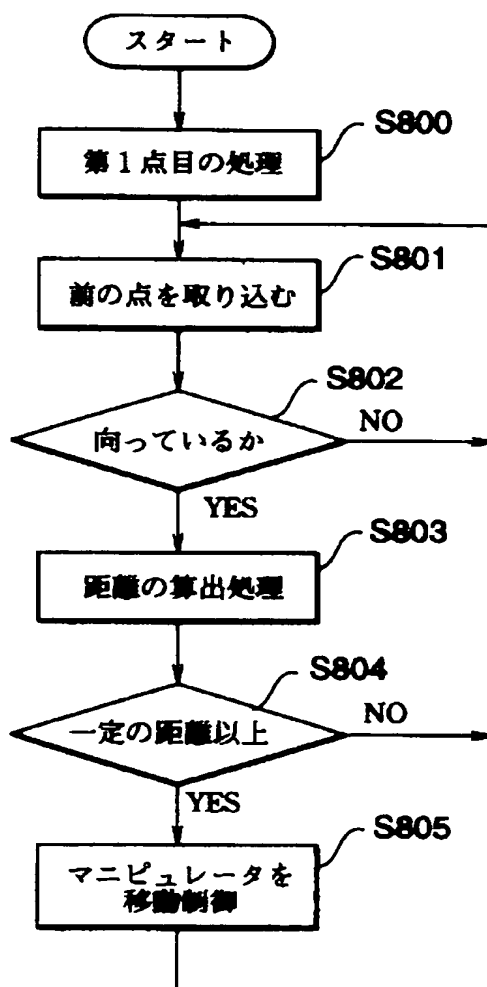 スタート
S800
第1点目の処理
S801
前の点を取り込む
S802
向っているか
NO
YES
S803
距離の算出処理
S804
一定の距離以上
NO
YES
S805
マニピュレータを
移動制御